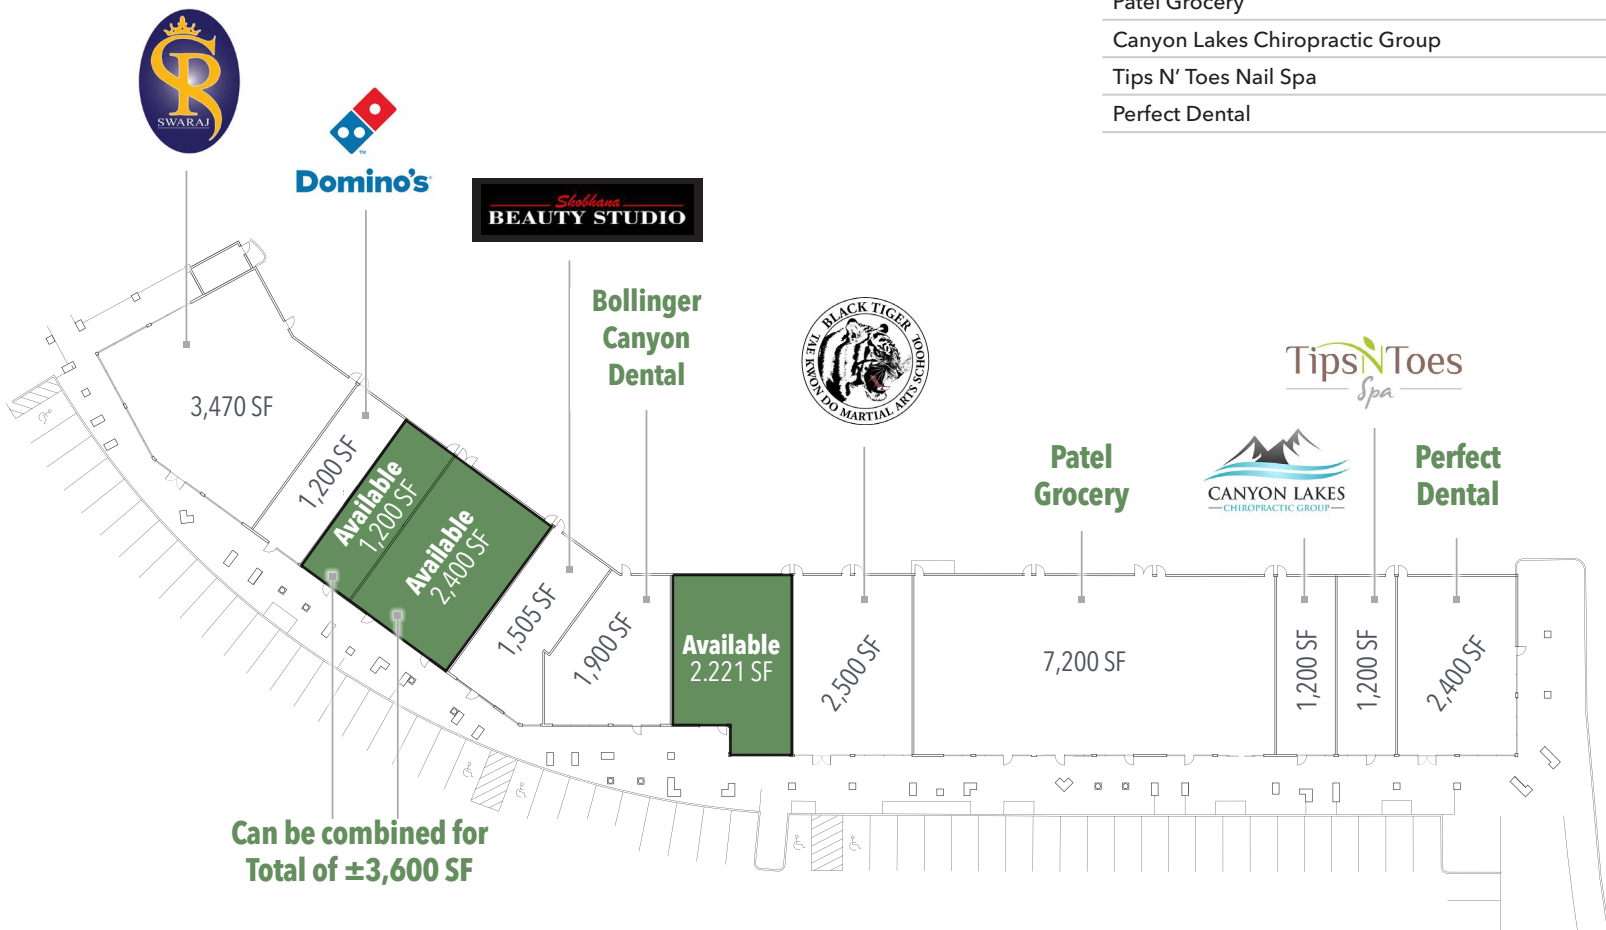 Patel Grocery
Canyon Lakes Chiropractic Group
Tips N’ Toes Nail Spa
Perfect Dental
SR
SWARAJ
Domino’s
™
Shobhana
BEAUTY STUDIO
Bollinger
Canyon
Dental
BLACK TIGER
TAE KWON DO MARTIAL ARTS SCHOOL
Tips N Toes
Spa
CANYON LAKES
CHIROPRACTIC GROUP
Patel
Grocery
Perfect
Dental
3,470 SF
1,200 SF
Available
1,200 SF
Available
2,400 SF
1,505 SF
1,900 SF
Available
2.221 SF
2,500 SF
7,200 SF
1,200 SF
1,200 SF
2,400 SF
Can be combined for
Total of ±3,600 SF